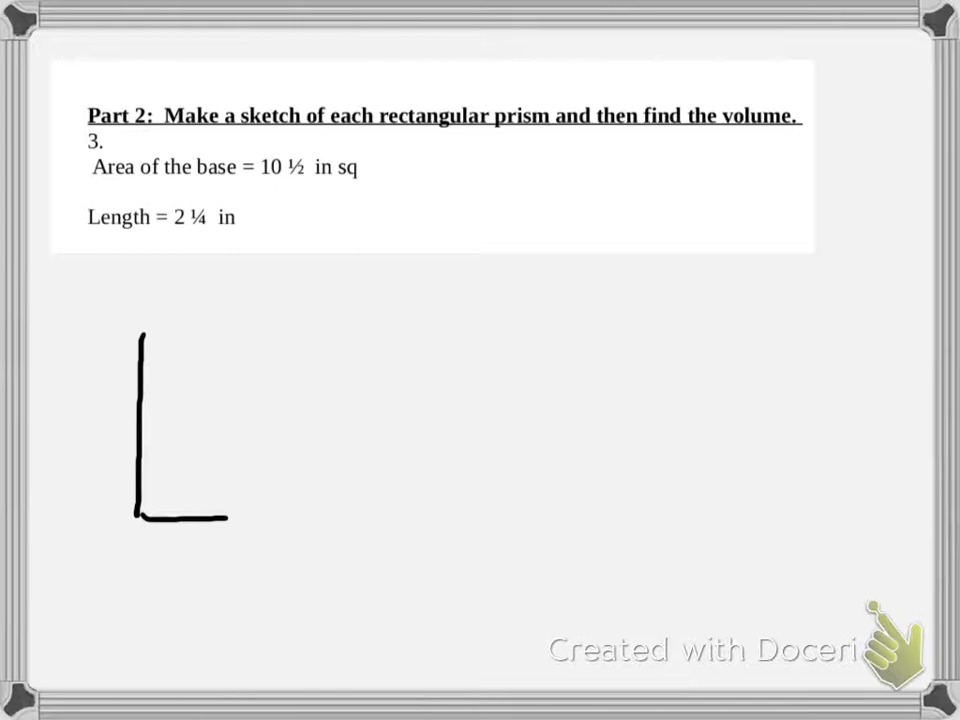 Part 2:  Make a sketch of each rectangular prism and then find the volume.
3.
Area of the base = 10 ½  in sq
Length = 2 ¼  in
Created with Doceri